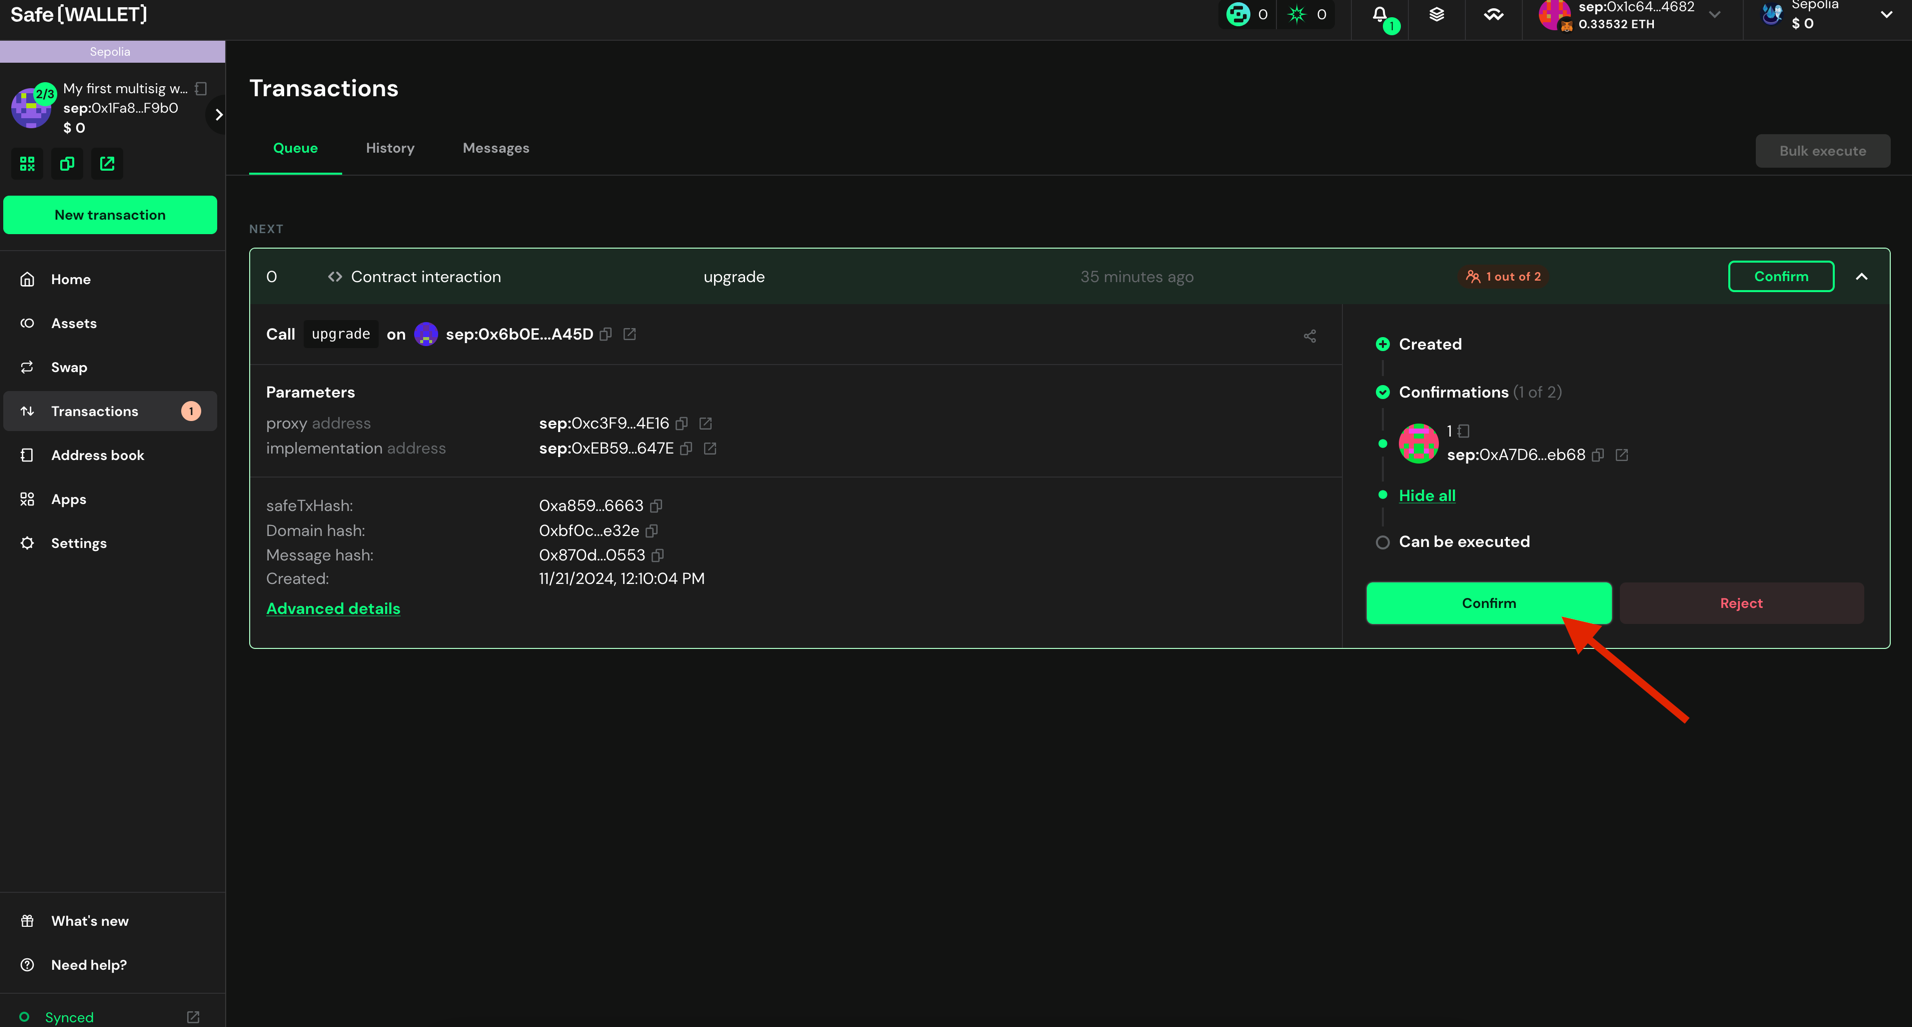 Safe{WALLET}
0
0
1
sep:0x1c64...4682
0.33532 ETH
Sepolia
$ 0
Sepolia
2/3
My first multisig w...
sep:0x1Fa8...F9b0
$ 0
New transaction
Home
Assets
Swap
Transactions
1
Address book
Apps
Settings
What's new
Need help?
Synced
Transactions
Queue
History
Messages
Bulk execute
NEXT
0
Contract interaction
upgrade
35 minutes ago
1 out of 2
Confirm
Call upgrade on sep:0x6b0E...A45D
Parameters
proxy address sep:0xc3F9...4E16
implementation address sep:0xEB59...647E
safeTxHash: 0xa859...6663
Domain hash: 0xbf0c...e32e
Message hash: 0x870d...0553
Created: 11/21/2024, 12:10:04 PM
Advanced details
Created
Confirmations (1 of 2)
1
sep:0xA7D6...eb68
Hide all
Can be executed
Confirm
Reject